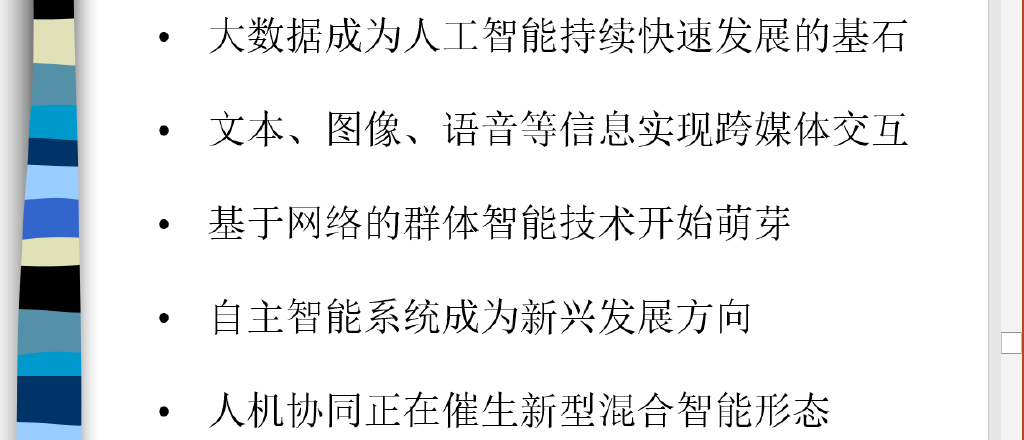 • 大数据成为人工智能持续快速发展的基石
• 文本、图像、语音等信息实现跨媒体交互
• 基于网络的群体智能技术开始萌芽
• 自主智能系统成为新兴发展方向
• 人机协同正在催生新型混合智能形态